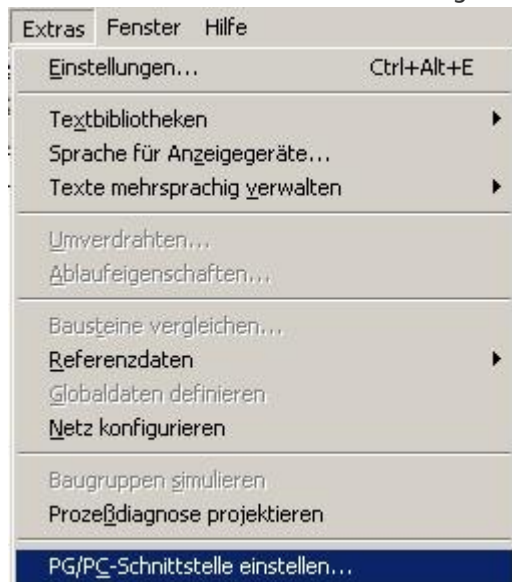 Extras Fenster Hilfe
Einstellungen... Ctrl+Alt+E
Textbibliotheken
Sprache für Anzeigegeräte...
Texte mehrsprachig verwalten
Umverdrahten...
Ablaufeigenschaften...
Bausteine vergleichen...
Referenzdaten
Globaldaten definieren
Netz konfigurieren
Baugruppen simulieren
Prozeßdiagnose projektieren
PG/PC-Schnittstelle einstellen...